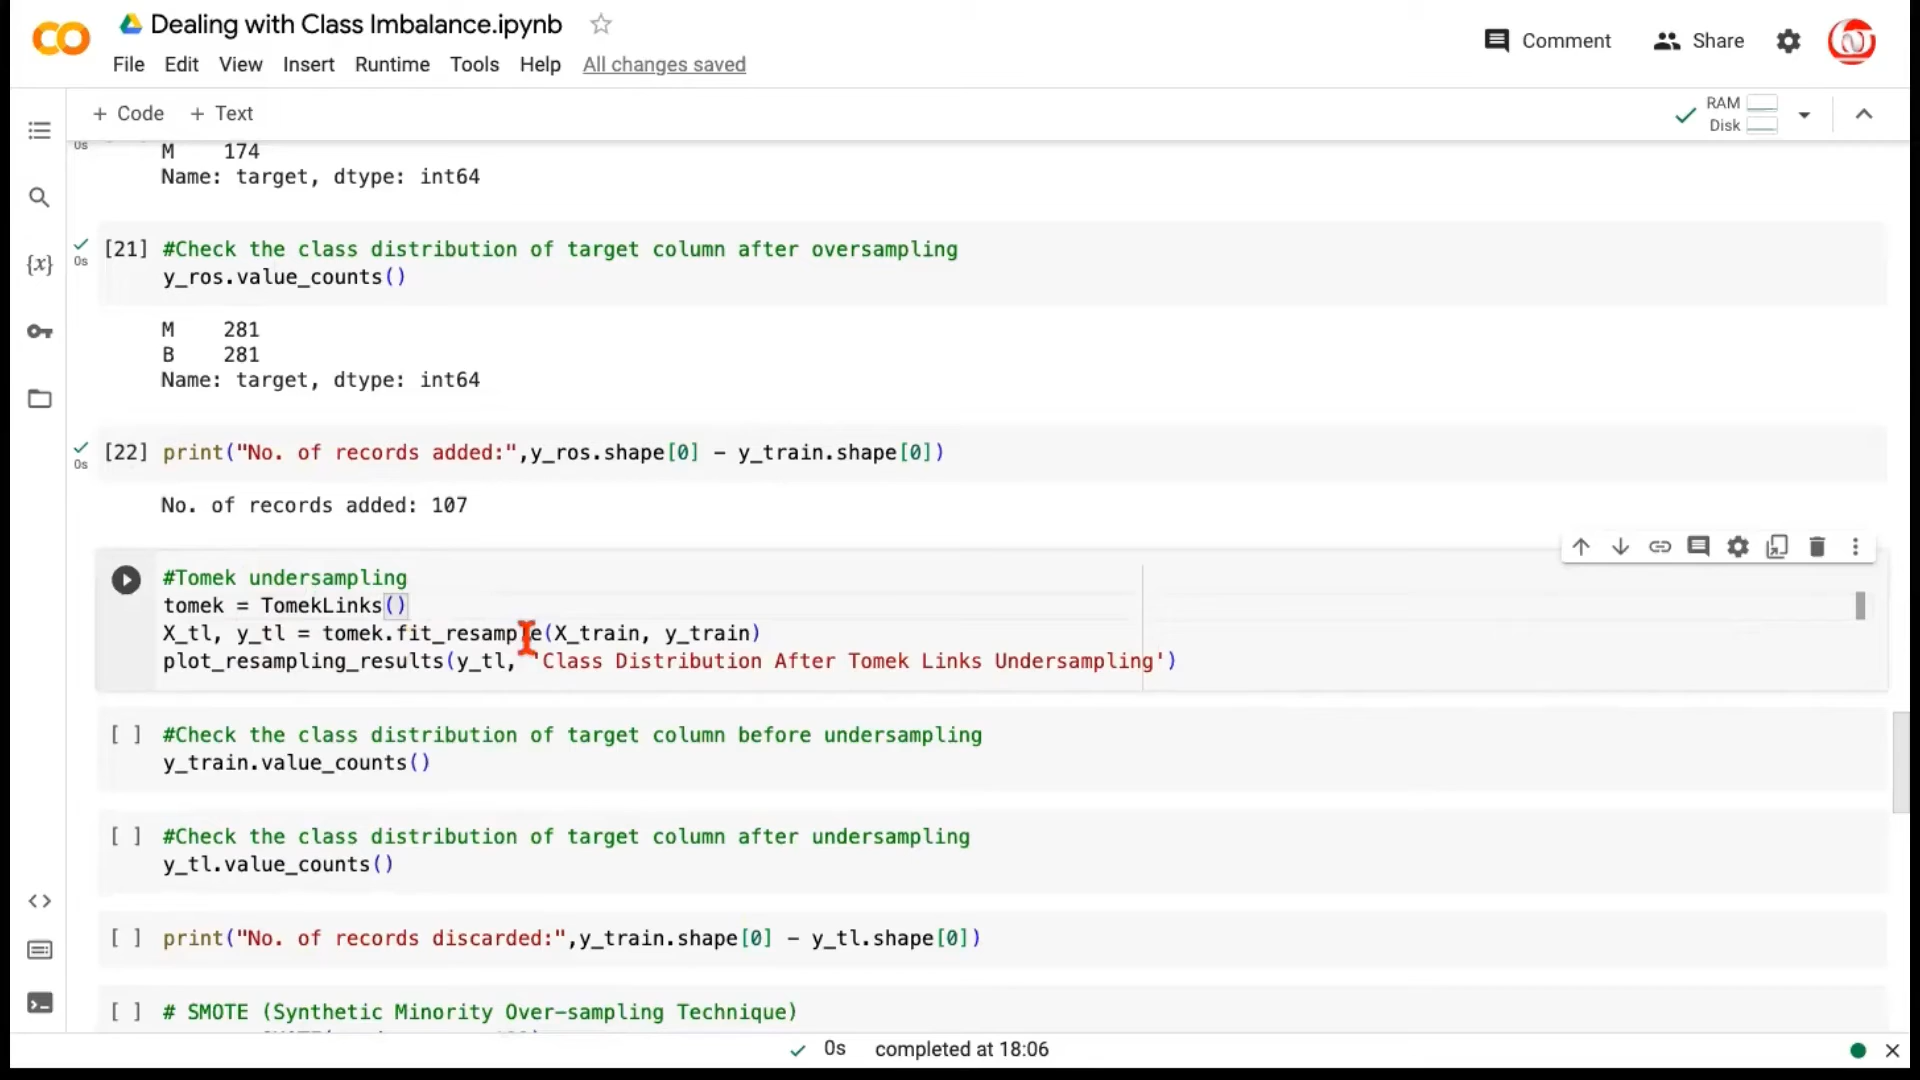 Dealing with Class Imbalance.ipynb
Comment
Share
File Edit View Insert Runtime Tools Help All changes saved
+ Code + Text
RAM
Disk
0s
M 174
Name: target, dtype: int64
[21] #Check the class distribution of target column after oversampling
0s
y_ros.value_counts()
M 281
B 281
Name: target, dtype: int64
[22] print("No. of records added:",y_ros.shape[0] - y_train.shape[0])
0s
No. of records added: 107
#Tomek undersampling
tomek = TomekLinks()
X_tl, y_tl = tomek.fit_resample(X_train, y_train)
plot_resampling_results(y_tl, 'Class Distribution After Tomek Links Undersampling')
[ ] #Check the class distribution of target column before undersampling
y_train.value_counts()
[ ] #Check the class distribution of target column after undersampling
y_tl.value_counts()
[ ] print("No. of records discarded:",y_train.shape[0] - y_tl.shape[0])
[ ] # SMOTE (Synthetic Minority Over-sampling Technique)
0s completed at 18:06